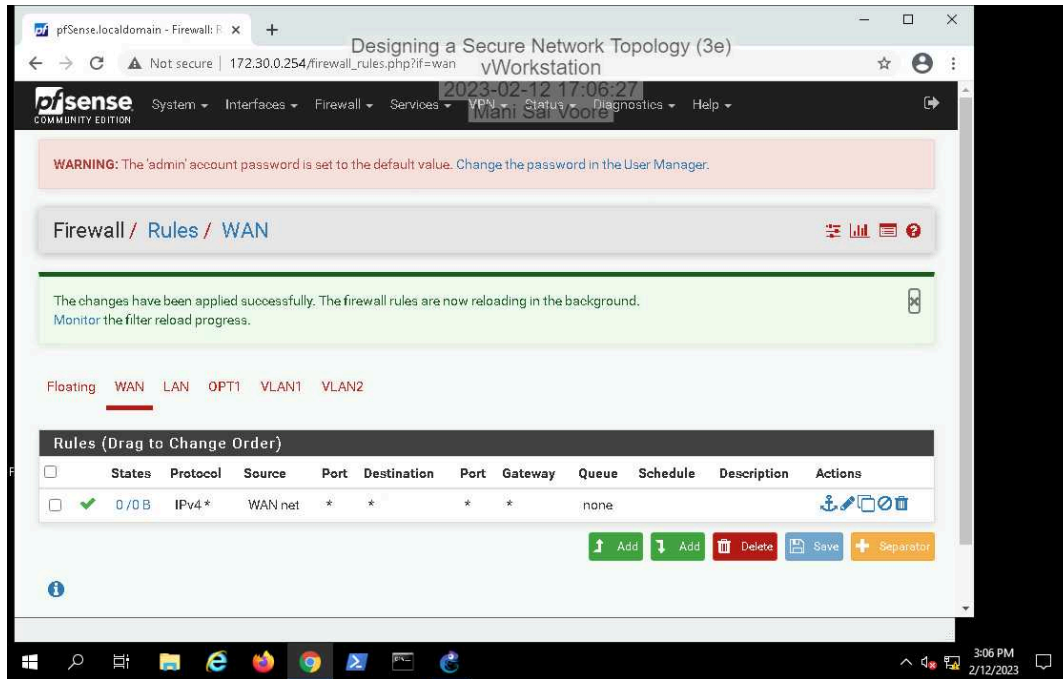 pfSense.localdomain - Firewall: R
Designing a Secure Network Topology (3e)
Not secure | 172.30.0.254/firewall_rules.php?if=wan
vWorkstation
2023-02-12 17:06:27
pfsense
COMMUNITY EDITION
System Interfaces Firewall Services VPN Status Diagnostics Help
Mani Sai Voore
WARNING: The 'admin' account password is set to the default value. Change the password in the User Manager.
Firewall / Rules / WAN
The changes have been applied successfully. The firewall rules are now reloading in the background.
Monitor the filter reload progress.
Floating WAN LAN OPT1 VLAN1 VLAN2
Rules (Drag to Change Order)
States Protocol Source Port Destination Port Gateway Queue Schedule Description Actions
0 / 0 B IPv4 * WAN net * * * * none
Add Add Delete Save Separator
3:06 PM
2/12/2023